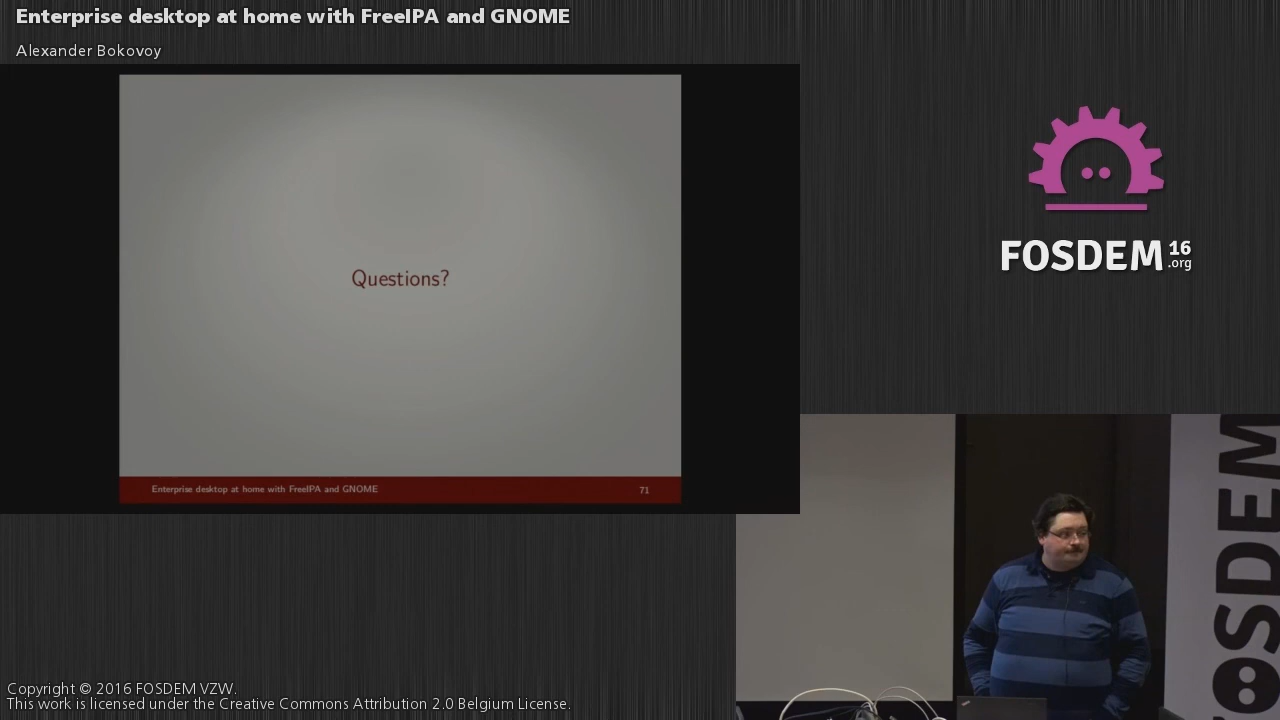 Enterprise desktop at home with FreeIPA and GNOME
Alexander Bokovoy
Questions?
Enterprise desktop at home with FreeIPA and GNOME 71
FOSDEM 16
.org
FOSDEM
Copyright © 2016 FOSDEM VZW.
This work is licensed under the Creative Commons Attribution 2.0 Belgium License.